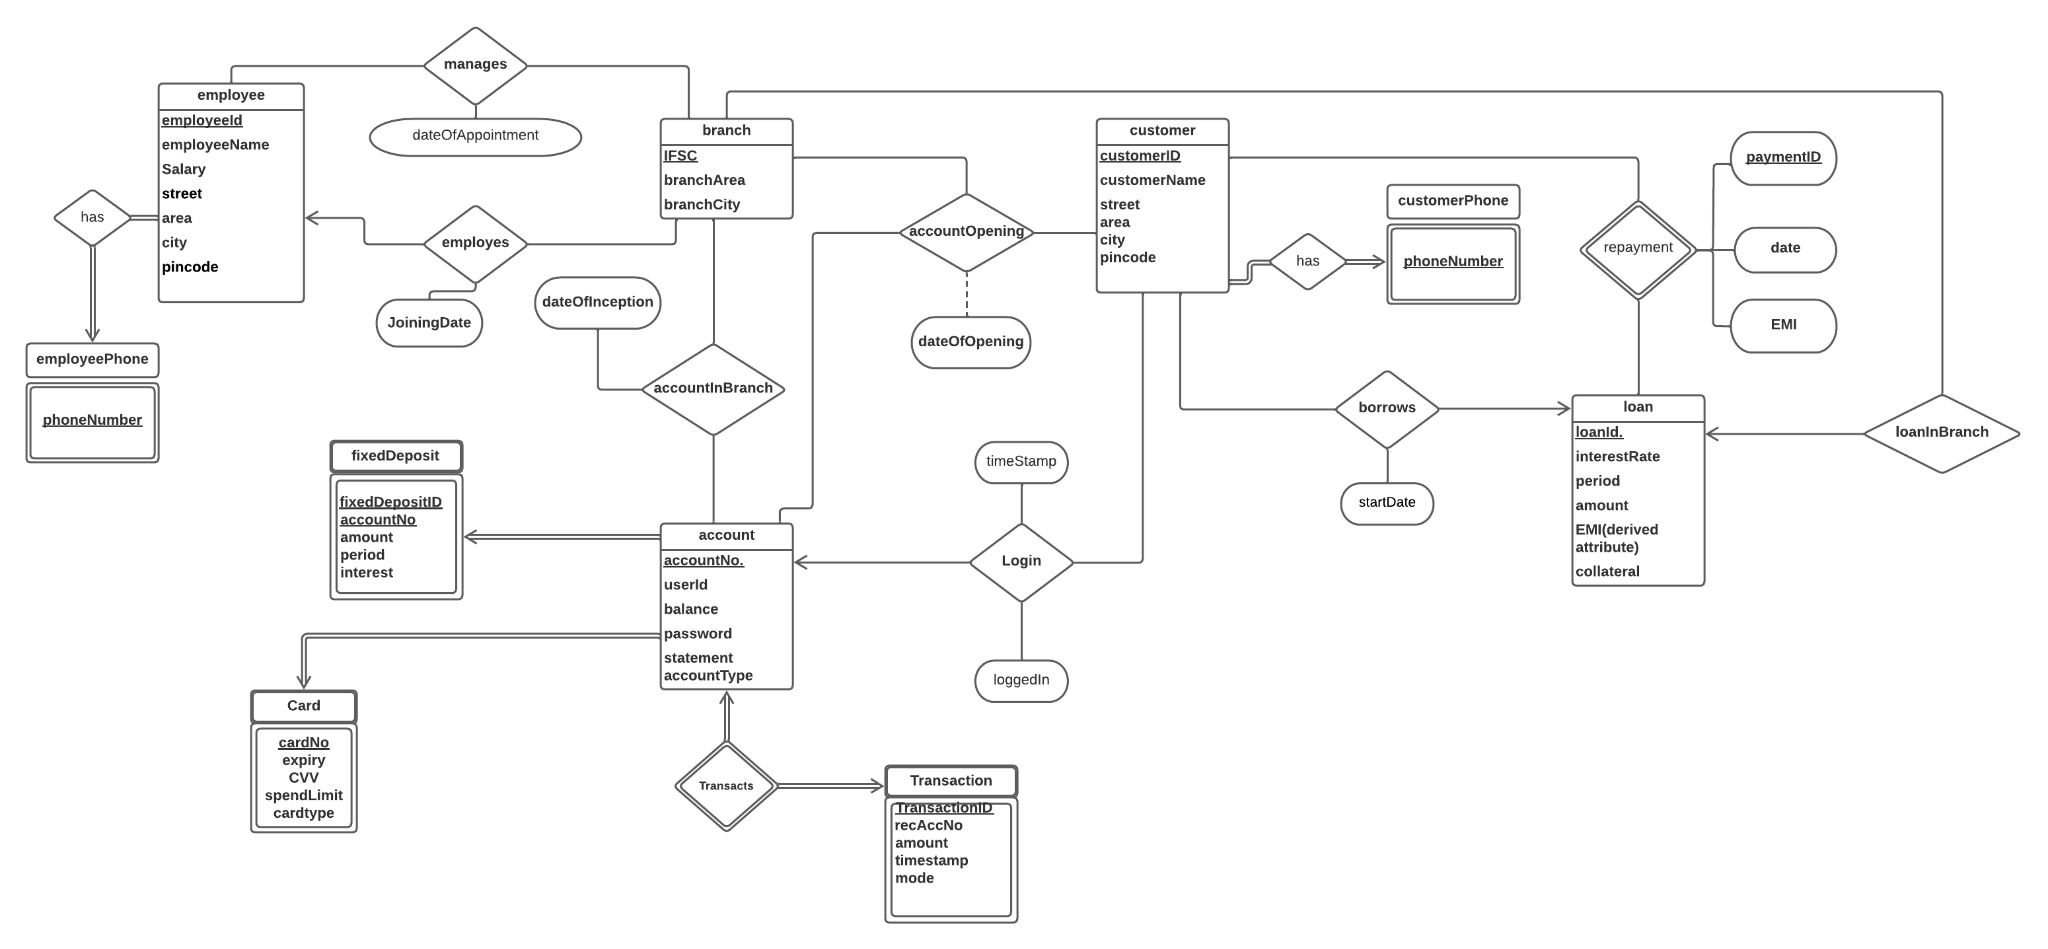 manages
dateOfAppointment
employee
employeeId
employeeName
Salary
street
area
city
pincode
has
employeePhone
phoneNumber
employes
JoiningDate
branch
IFSC
branchArea
branchCity
dateOfInception
accountInBranch
accountOpening
dateOfOpening
customer
customerID
customerName
street
area
city
pincode
has
customerPhone
phoneNumber
repayment
paymentID
date
EMI
borrows
startDate
loan
loanId.
interestRate
period
amount
EMI(derived
attribute)
collateral
loanInBranch
fixedDeposit
fixedDepositID
accountNo
amount
period
interest
account
accountNo.
userId
balance
password
statement
accountType
timeStamp
Login
loggedIn
Card
cardNo
expiry
CVV
spendLimit
cardtype
Transacts
Transaction
TransactionID
recAccNo
amount
timestamp
mode